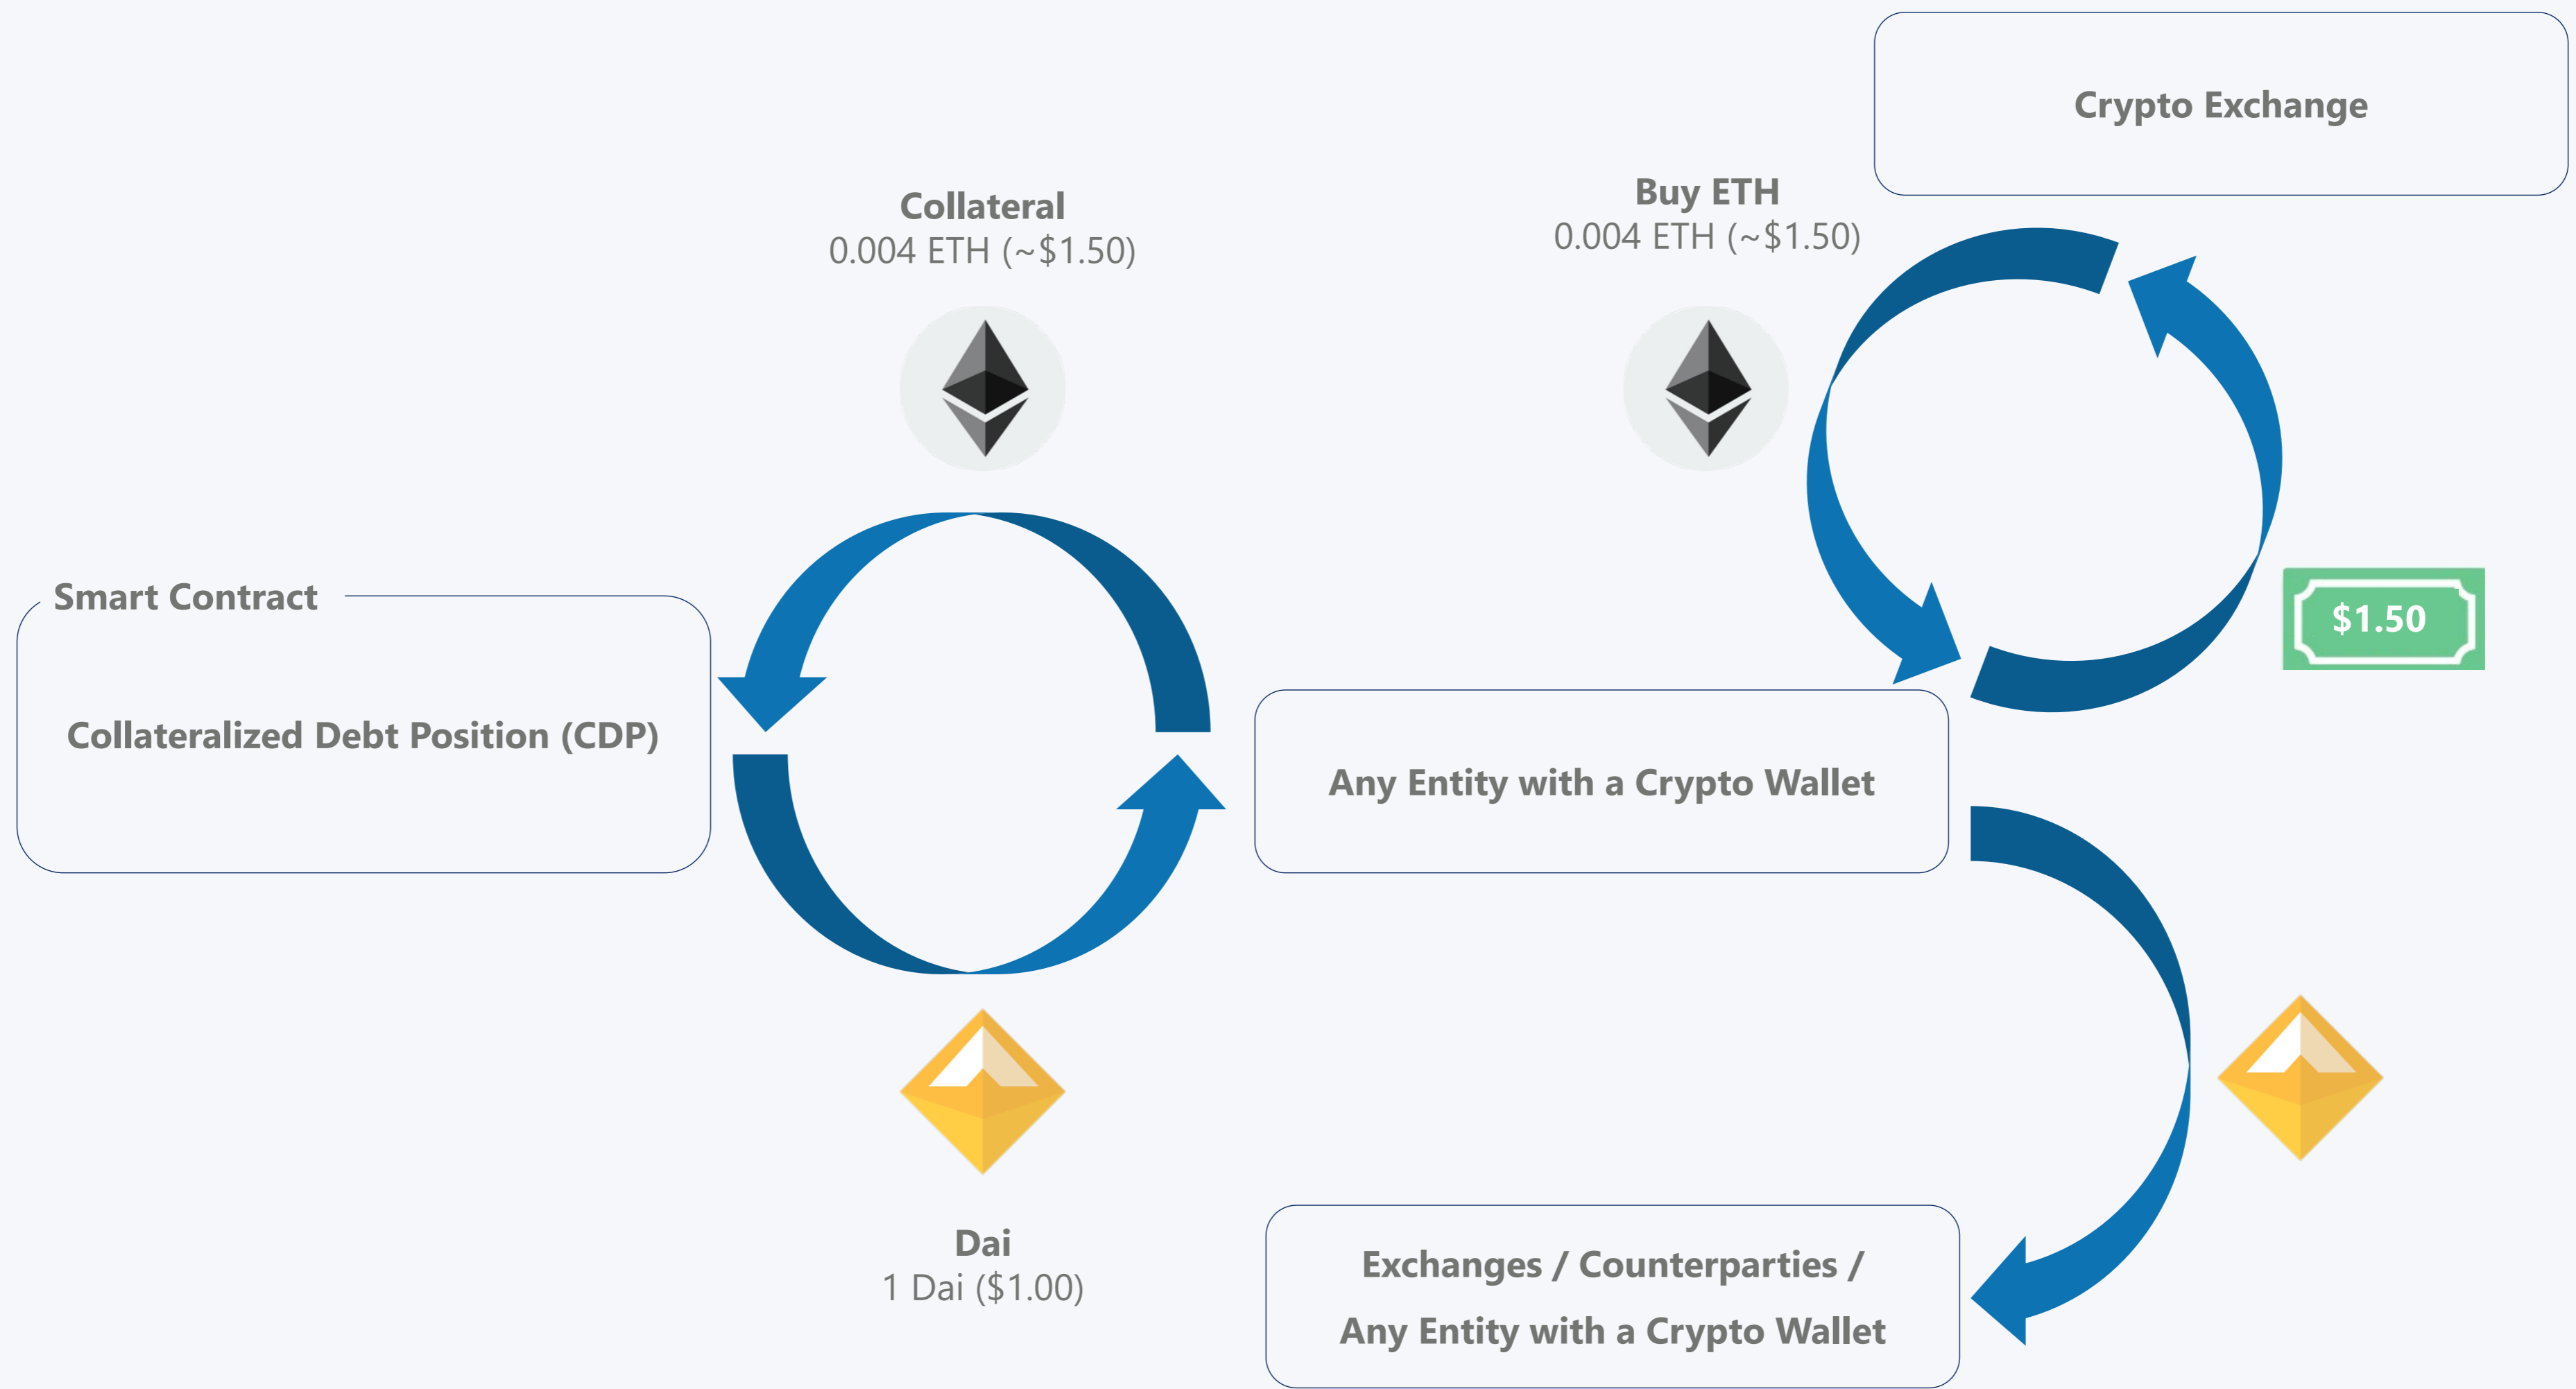 Crypto Exchange
Buy ETH
0.004 ETH (~$1.50)
Collateral
0.004 ETH (~$1.50)
$1.50
Smart Contract
Collateralized Debt Position (CDP)
Any Entity with a Crypto Wallet
Dai
1 Dai ($1.00)
Exchanges / Counterparties /
Any Entity with a Crypto Wallet